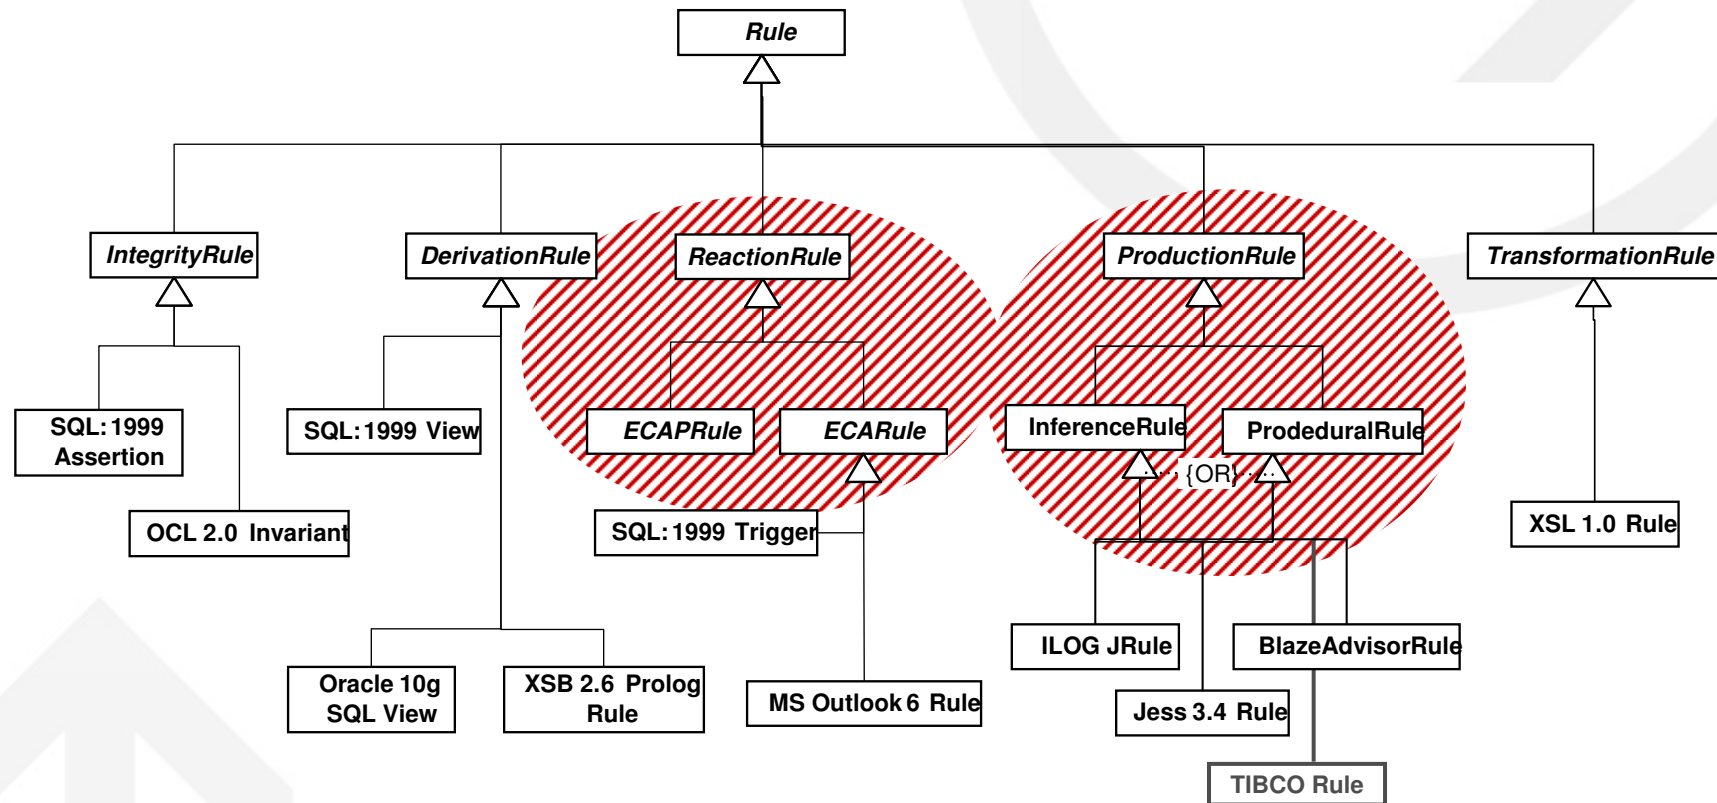 Rule
IntegrityRule
DerivationRule
ReactionRule
ProductionRule
TransformationRule
SQL:1999
Assertion
SQL:1999 View
ECAPRule
ECARule
InferenceRule
ProdeduralRule
{OR}
OCL 2.0 Invariant
SQL:1999 Trigger
XSL 1.0 Rule
ILOG JRule
BlazeAdvisorRule
Oracle 10g
SQL View
XSB 2.6 Prolog
Rule
MS Outlook 6 Rule
Jess 3.4 Rule
TIBCO Rule